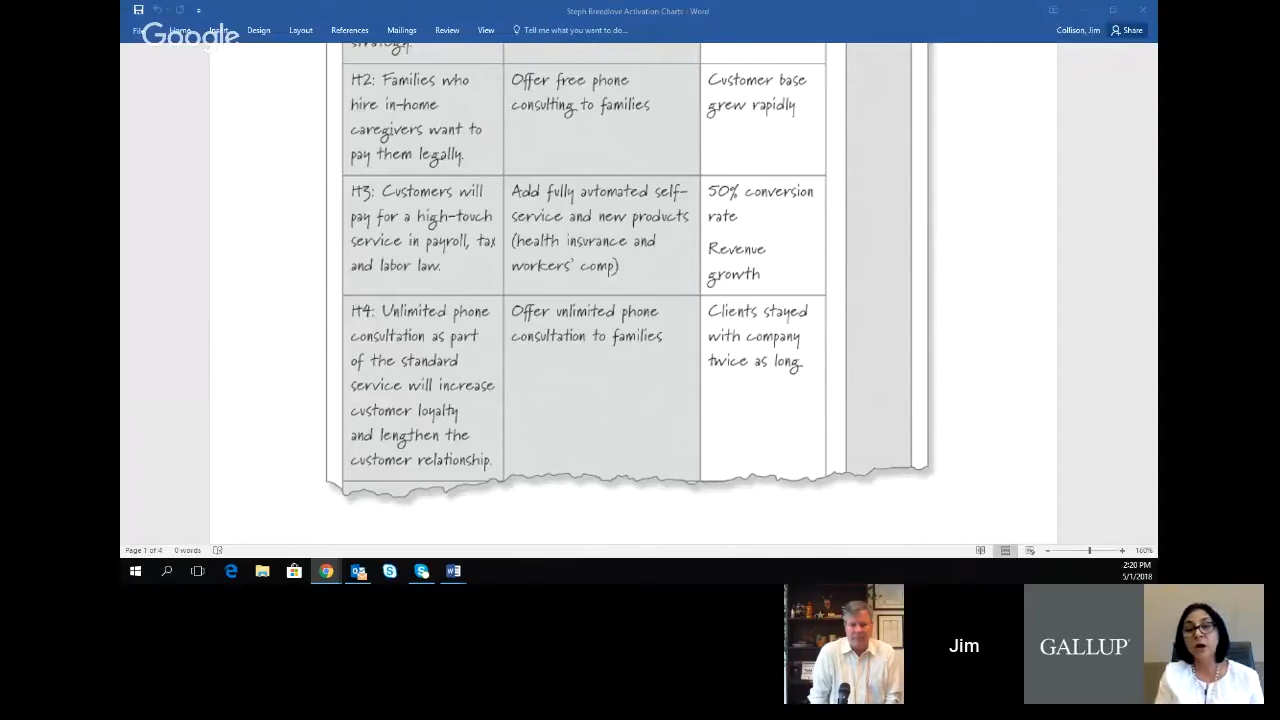 Steph Breedlove Activation Charts - Word
Google
Design
Layout
References
Mailings
Review
View
Tell me what you want to do...
Collison, Jim
Share
strategy.
H2: Families who
hire in-home
caregivers want to
pay them legally.
Offer free phone
consulting to families
Customer base
grew rapidly
H3: Customers will
pay for a high-touch
service in payroll, tax
and labor law.
Add fully automated self-
service and new products
(health insurance and
workers' comp)
50% conversion
rate
Revenue
growth
H4: Unlimited phone
consultation as part
of the standard
service will increase
customer loyalty
and lengthen the
customer relationship.
Offer unlimited phone
consultation to families
Clients stayed
with company
twice as long
Page 1 of 4
0 words
160%
2:20 PM
5/1/2018
Jim
GALLUP